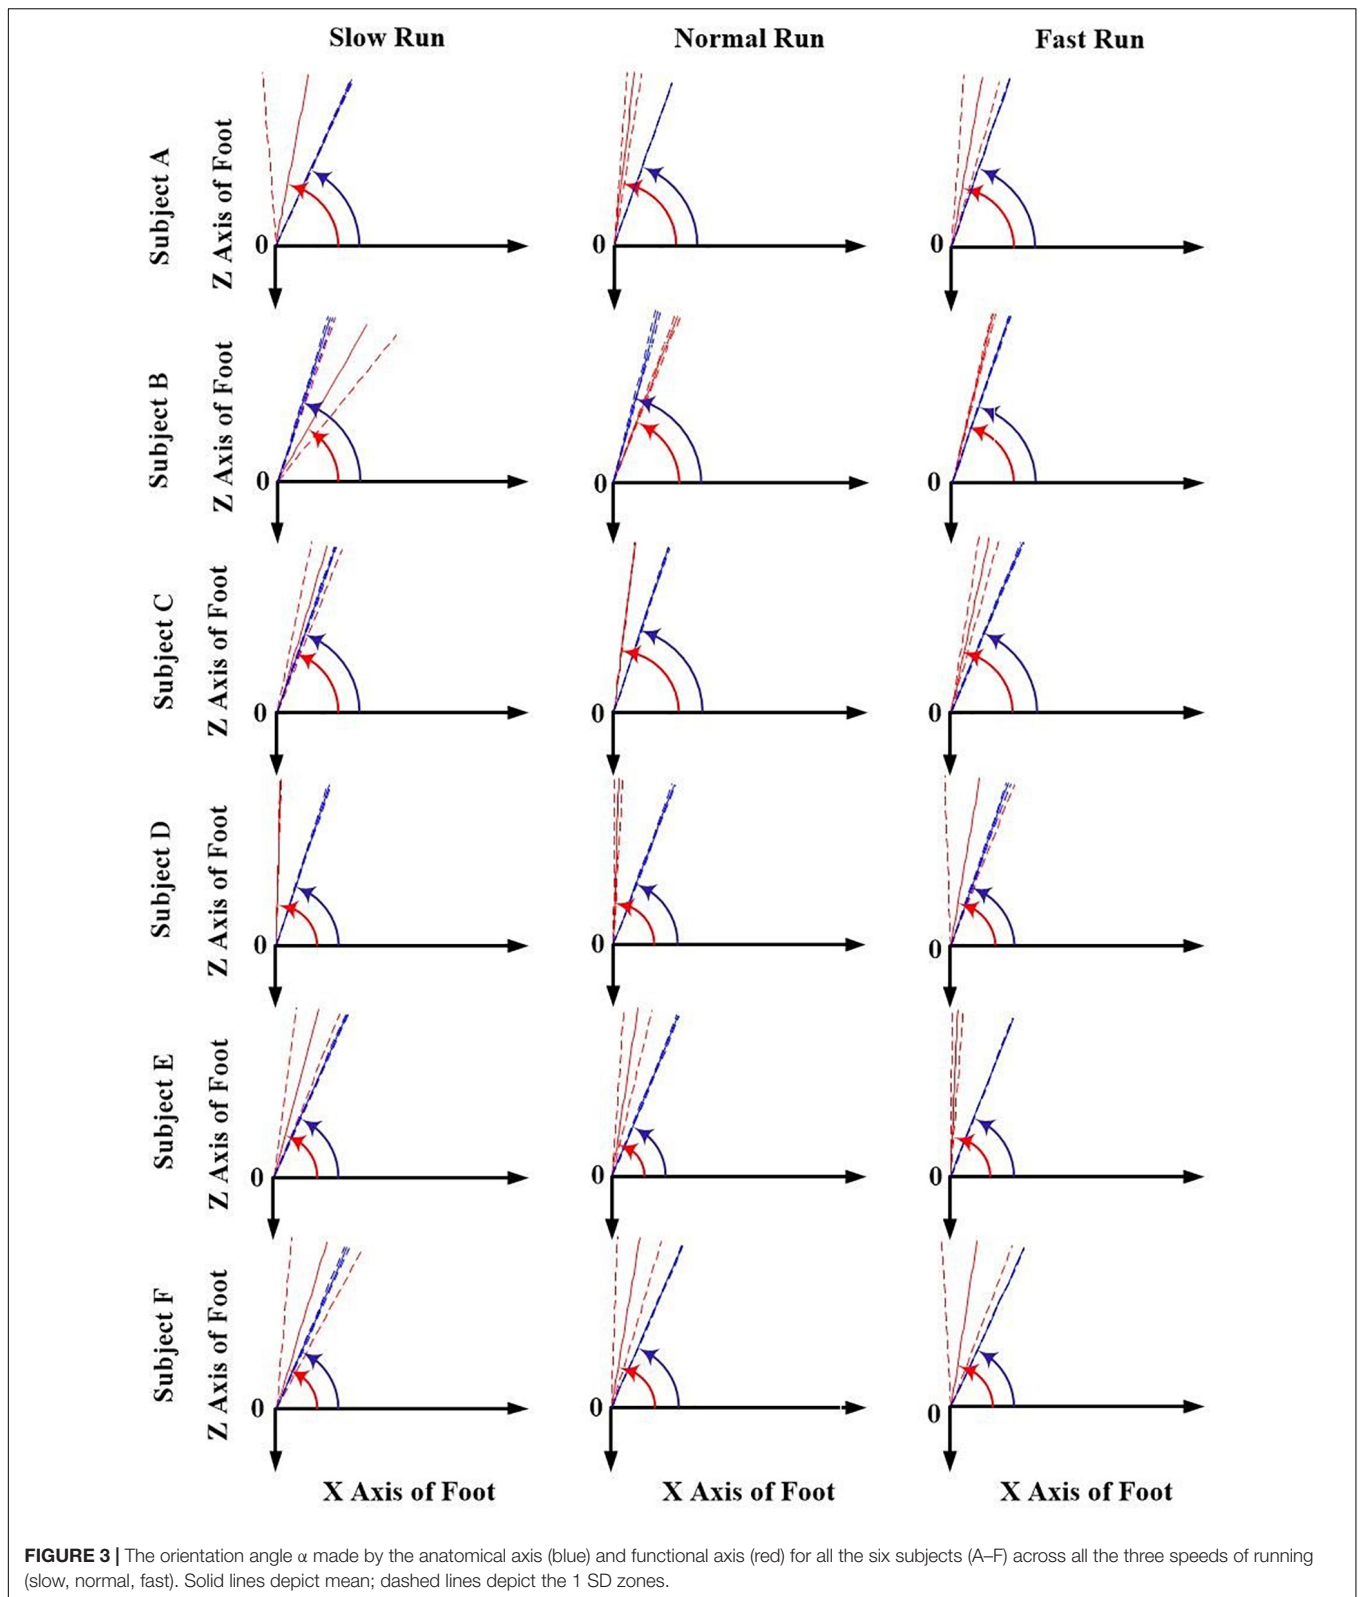 Slow Run Normal Run Fast Run
Subject A
Z Axis of Foot
0 0 0
Subject B
Z Axis of Foot
0 0 0
Subject C
Z Axis of Foot
0 0 0
Subject D
Z Axis of Foot
0 0 0
Subject E
Z Axis of Foot
0 0 0
Subject F
Z Axis of Foot
0 0 0
X Axis of Foot X Axis of Foot X Axis of Foot
FIGURE 3 | The orientation angle α made by the anatomical axis (blue) and functional axis (red) for all the six subjects (A–F) across all the three speeds of running
(slow, normal, fast). Solid lines depict mean; dashed lines depict the 1 SD zones.